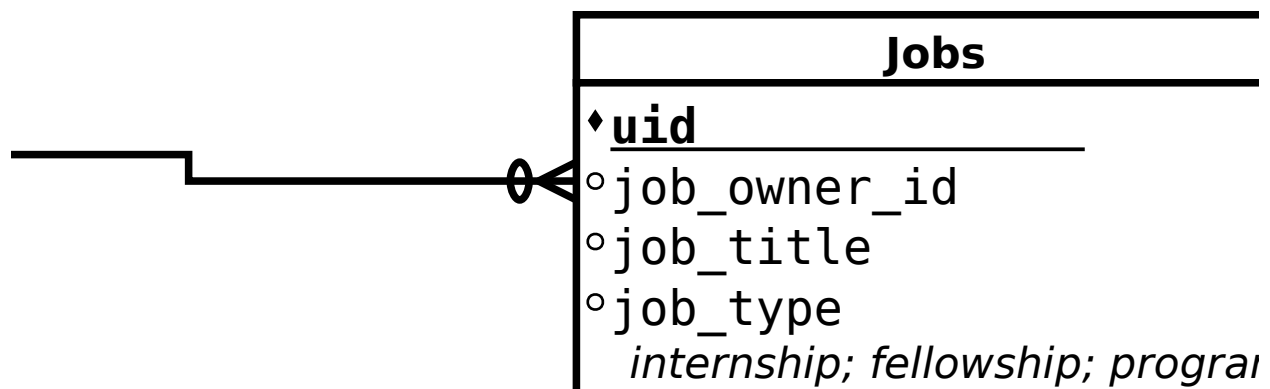 Jobs
uid
job_owner_id
job_title
job_type
internship; fellowship;